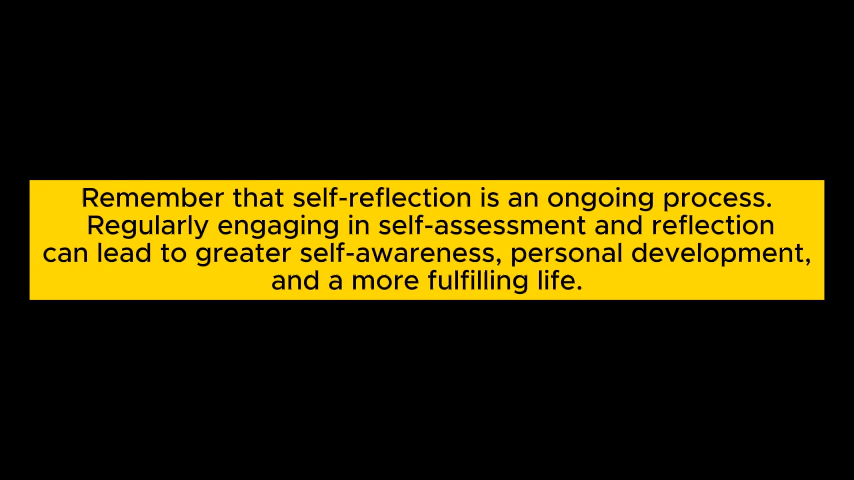 Remember that self-reflection is an ongoing process.
Regularly engaging in self-assessment and reflection
can lead to greater self-awareness, personal development,
and a more fulfilling life.